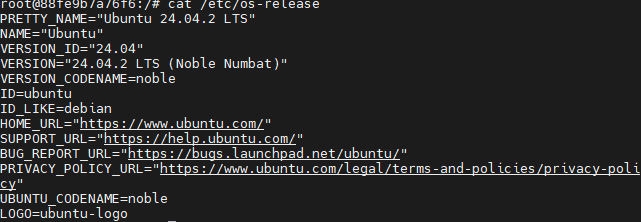 root@88fe9b7a76f6:/# cat /etc/os-release
PRETTY_NAME="Ubuntu 24.04.2 LTS"
NAME="Ubuntu"
VERSION_ID="24.04"
VERSION="24.04.2 LTS (Noble Numbat)"
VERSION_CODENAME=noble
ID=ubuntu
ID_LIKE=debian
HOME_URL="https://www.ubuntu.com/"
SUPPORT_URL="https://help.ubuntu.com/"
BUG_REPORT_URL="https://bugs.launchpad.net/ubuntu/"
PRIVACY_POLICY_URL="https://www.ubuntu.com/legal/terms-and-policies/privacy-poli
cy"
UBUNTU_CODENAME=noble
LOGO=ubuntu-logo